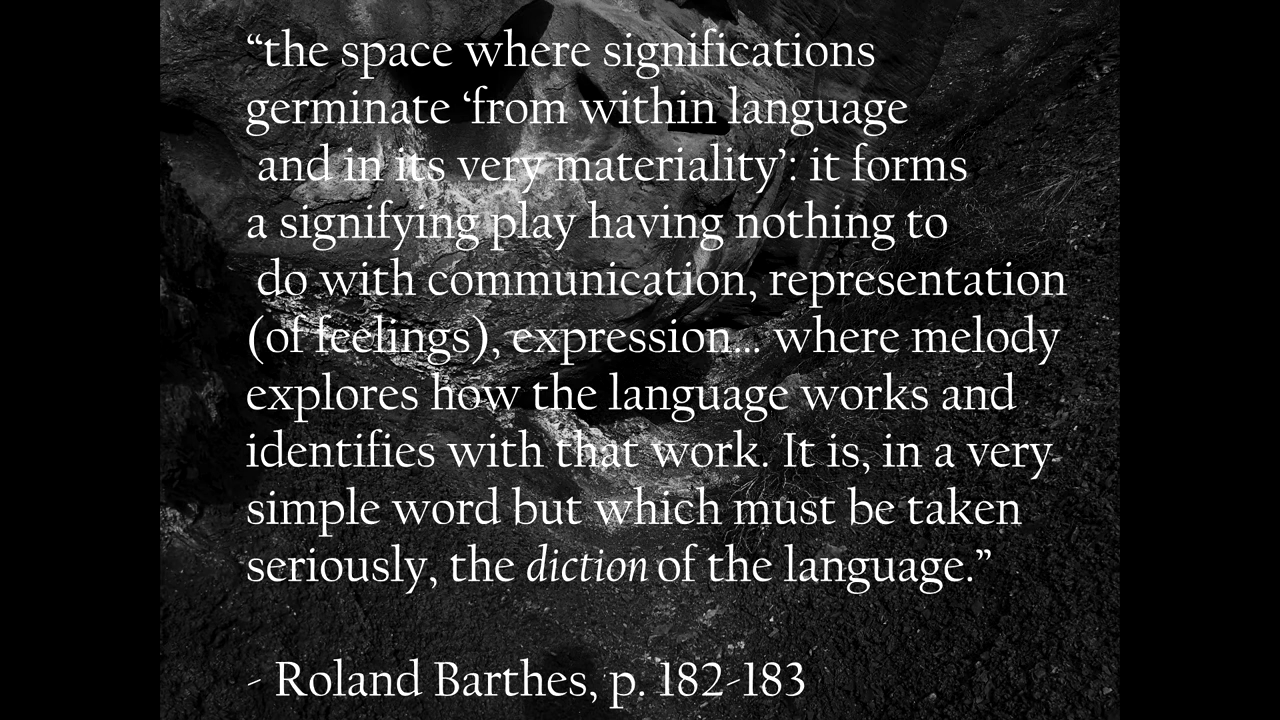 “the space where significations
germinate ‘from within language
and in its very materiality’: it forms
a signifying play having nothing to
do with communication, representation
(of feelings), expression... where melody
explores how the language works and
identifies with that work. It is, in a very
simple word but which must be taken
seriously, the diction of the language.”
- Roland Barthes, p. 182-183